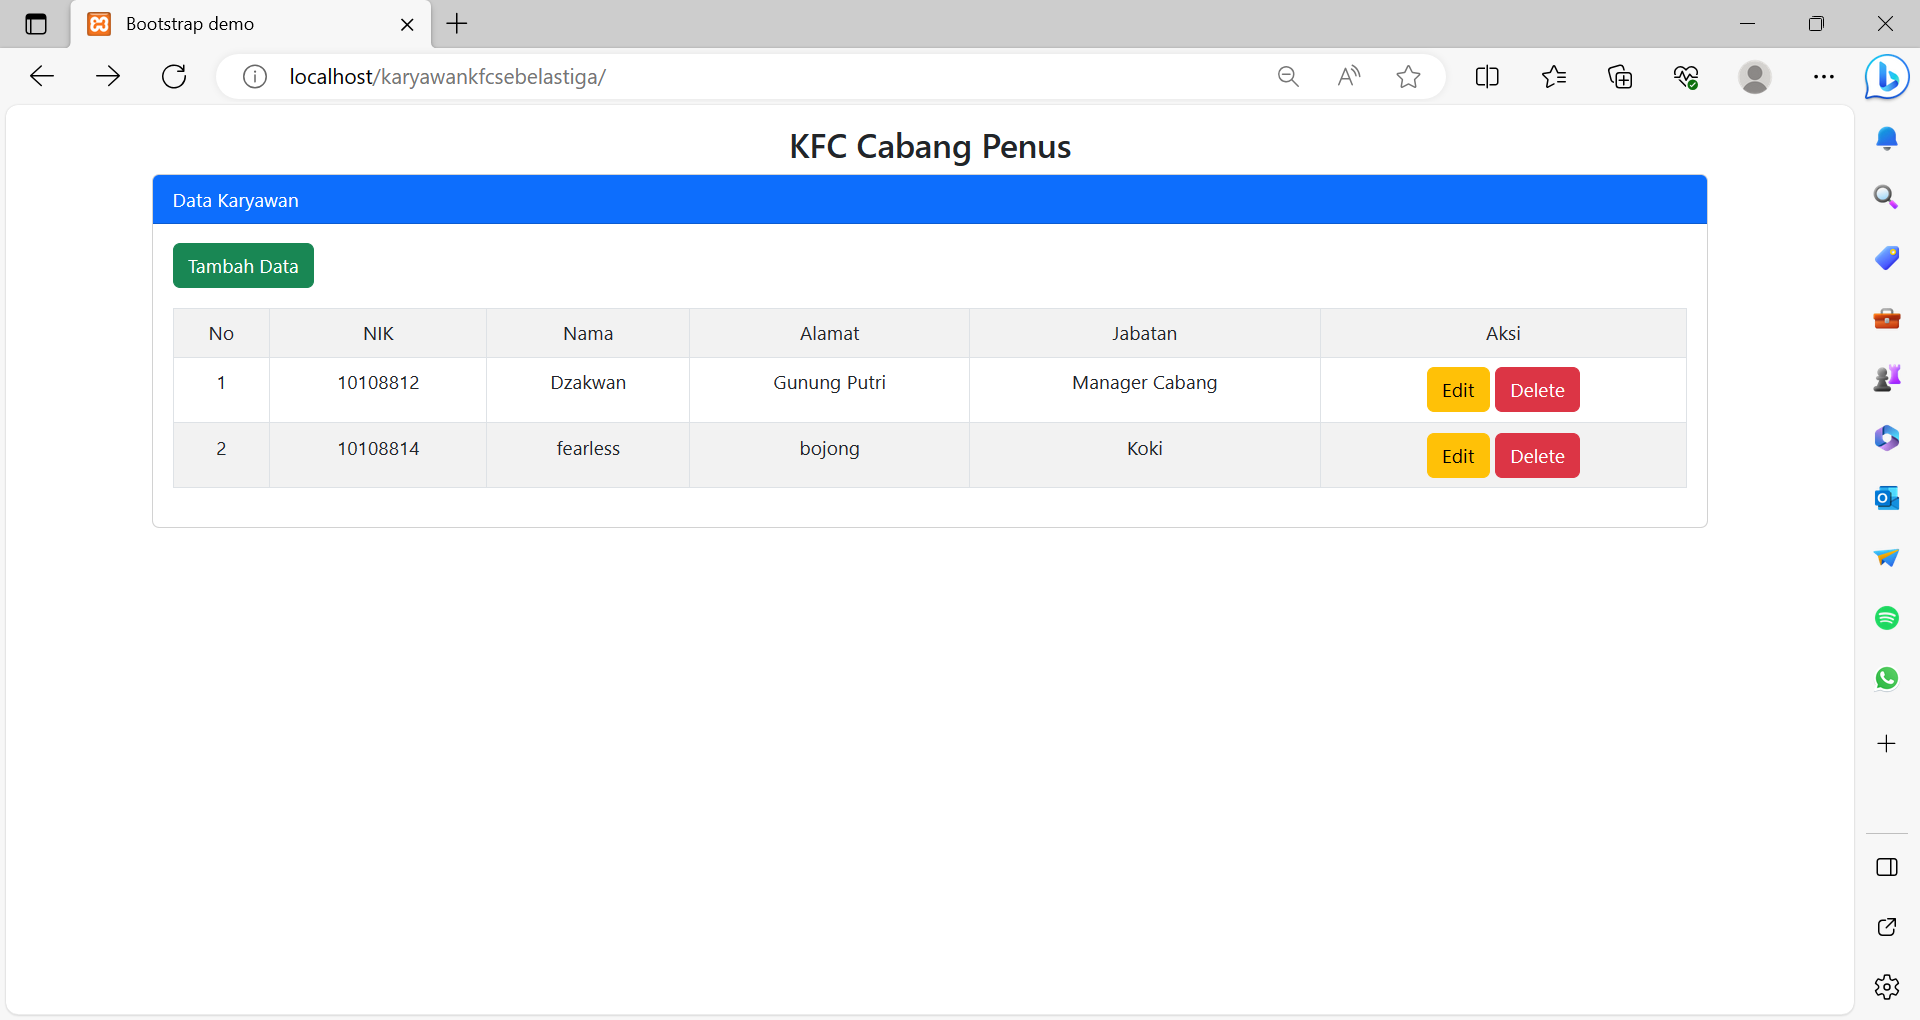 Bootstrap demo
localhost/karyawankfcsebelastiga/
KFC Cabang Penus
Data Karyawan
Tambah Data
No NIK Nama Alamat Jabatan Aksi
1 10108812 Dzakwan Gunung Putri Manager Cabang Edit Delete
2 10108814 fearless bojong Koki Edit Delete